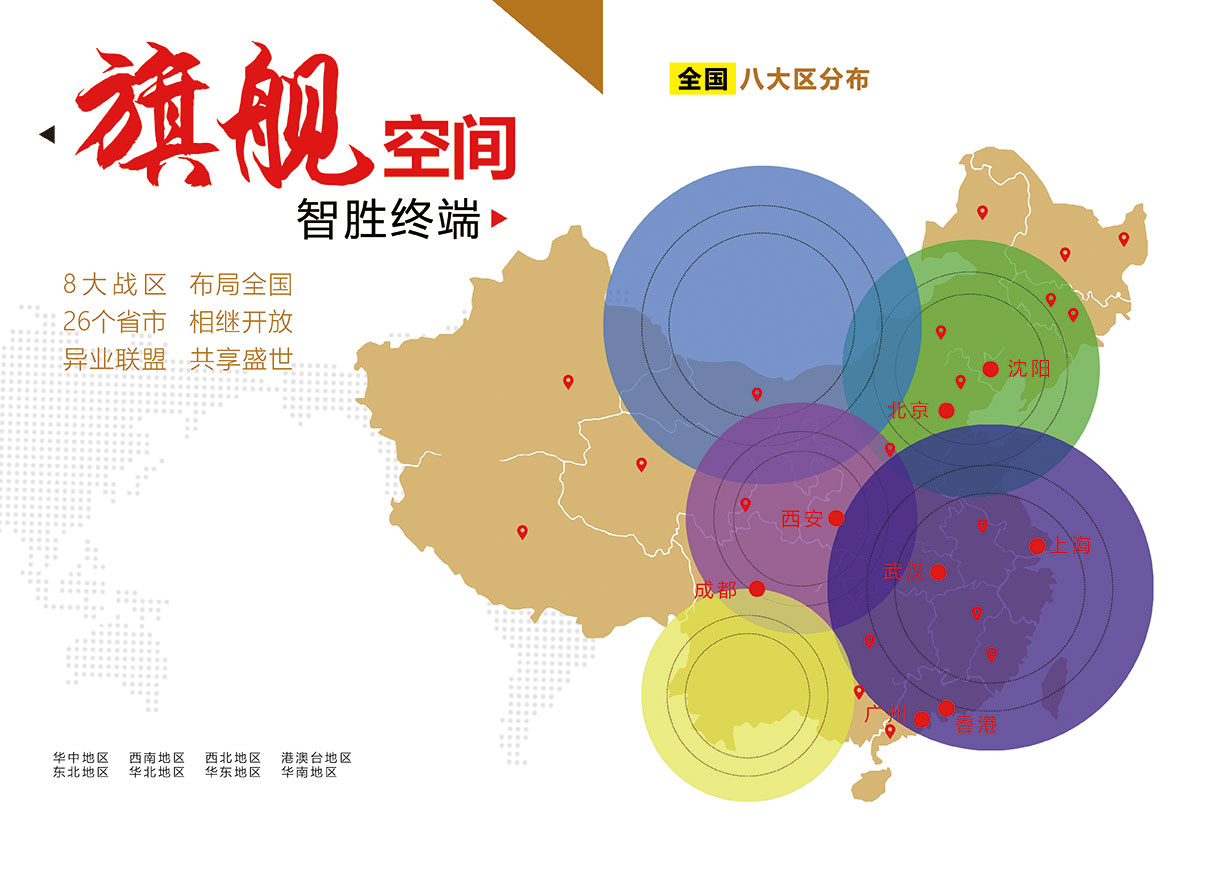 旗舰空间
智胜终端
8大战区 布局全国
26个省市 相继开放
异业联盟 共享盛世
全国 八大区分布
沈阳
北京
西安
上海
武汉
成都
广州
香港
华中地区 西南地区 西北地区 港澳台地区
东北地区 华北地区 华东地区 华南地区